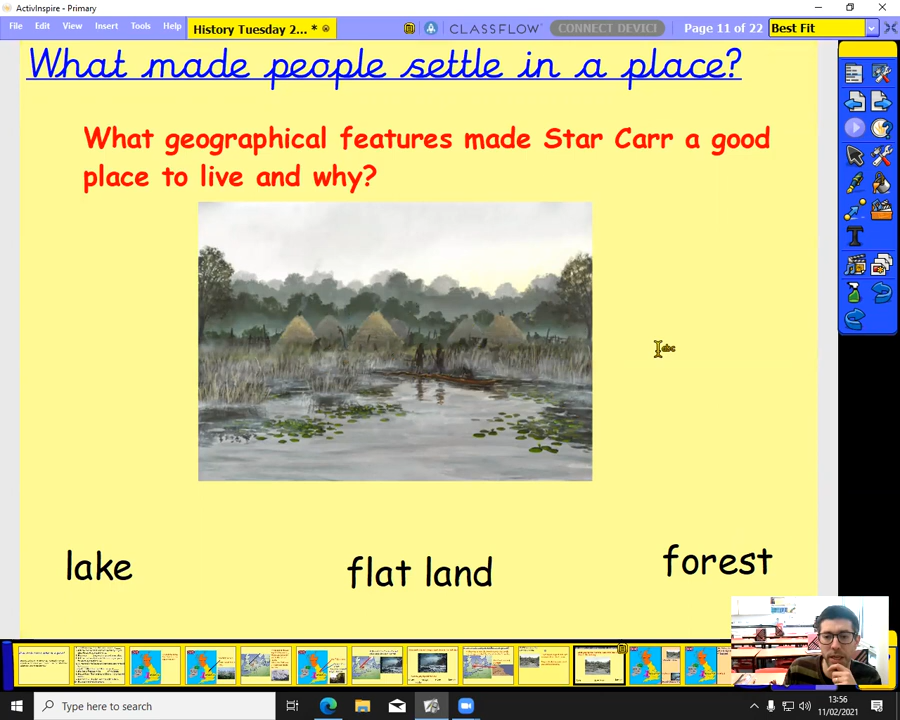 ActivInspire - Primary
File Edit View Insert Tools Help History Tuesday 2... * CLASSFLOW CONNECT DEVICI Page 11 of 22 Best Fit
What made people settle in a place?
What geographical features made Star Carr a good
place to live and why?
abc
lake flat land forest
Type here to search
13:56
11/02/2021